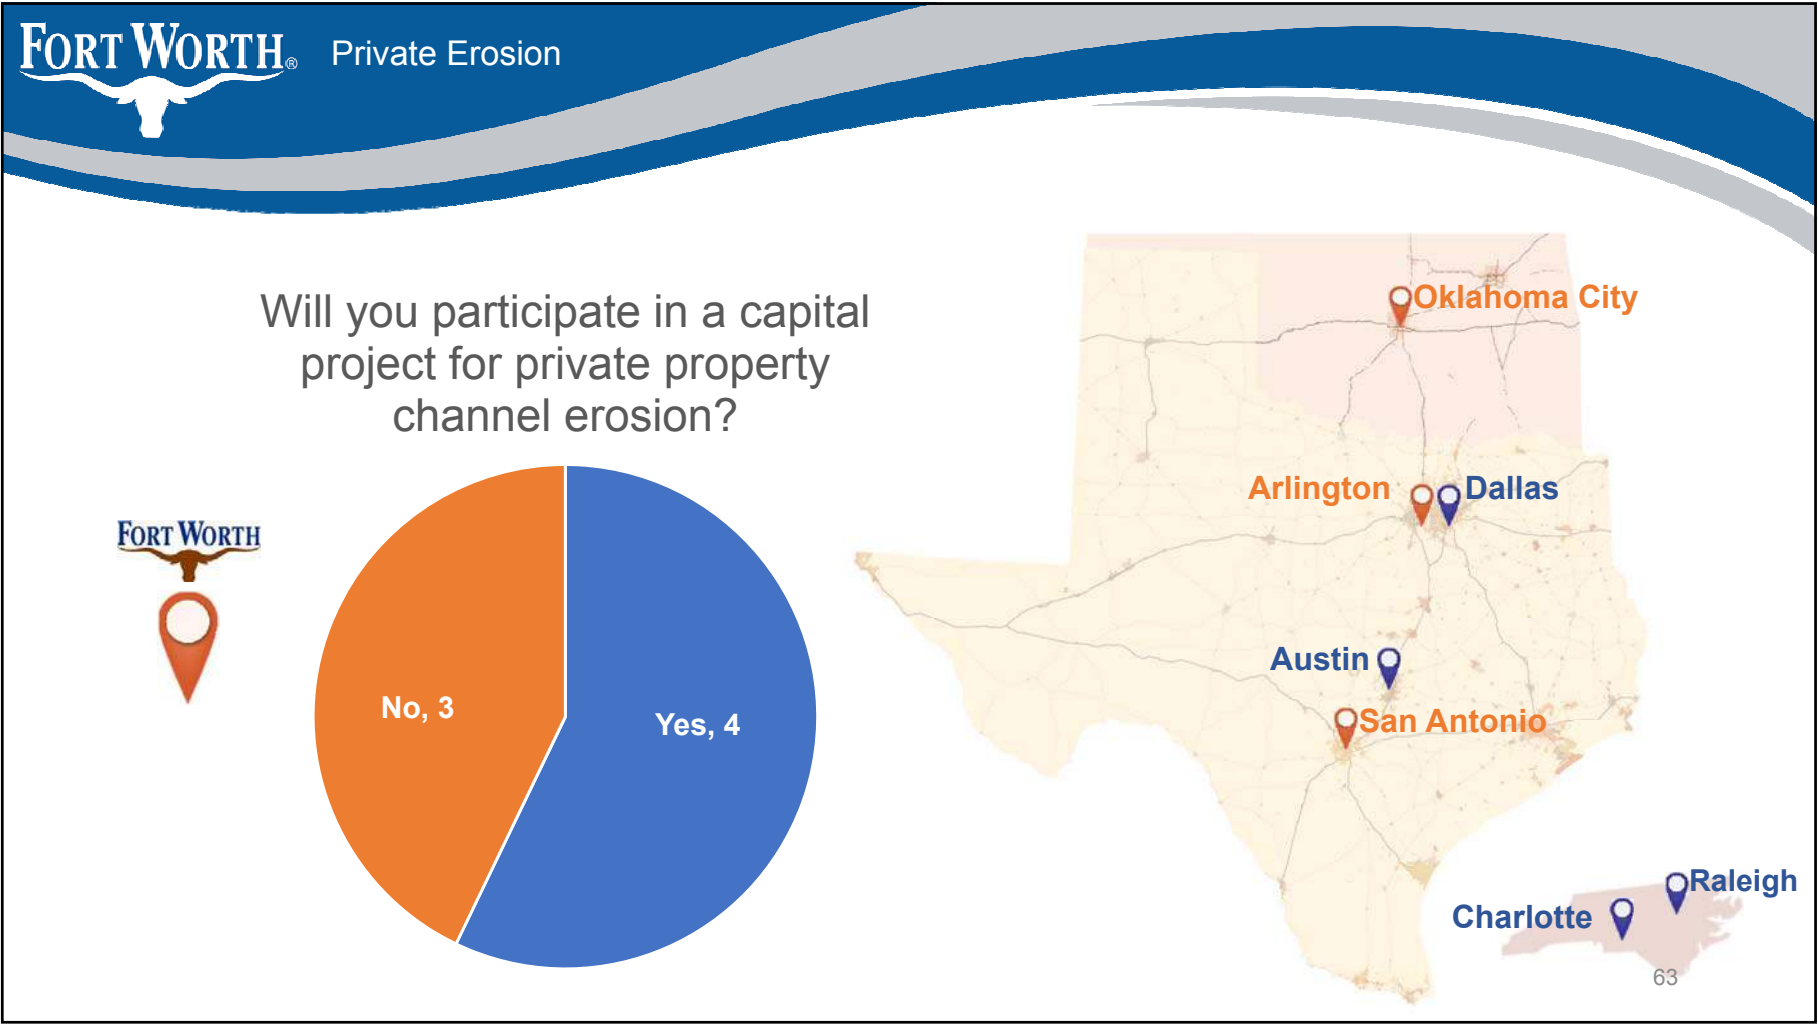 FORT WORTH®
Private Erosion
Will you participate in a capital
project for private property
channel erosion?
FORT WORTH
No, 3
Yes, 4
Oklahoma City
Arlington
Dallas
Austin
San Antonio
Raleigh
Charlotte
63